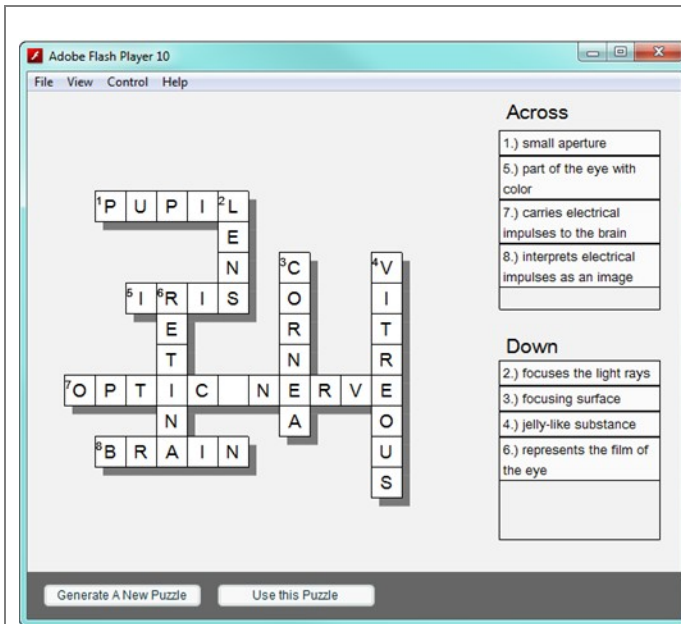 Adobe Flash Player 10
File View Control Help
Across
1.) small aperture
5.) part of the eye with
color
7.) carries electrical
impulses to the brain
8.) interprets electrical
impulses as an image
Down
2.) focuses the light rays
3.) focusing surface
4.) jelly-like substance
6.) represents the film of
the eye
1 P U P I 2 L
E
N 3 C 4 V
5 I 6 R I S O I
E R T
T N R
7 O P T I C N E R V E
N A O
8 B R A I N U
S
Generate A New Puzzle Use this Puzzle